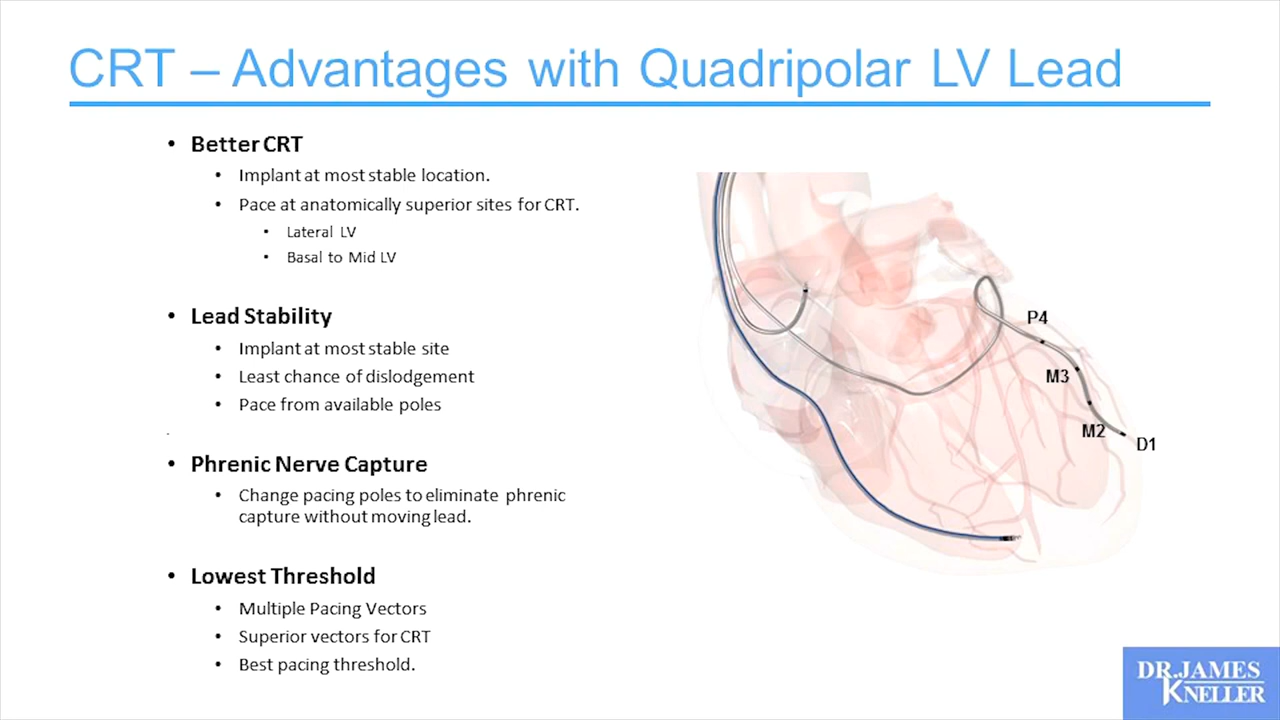 CRT – Advantages with Quadripolar LV Lead
• Better CRT
• Implant at most stable location.
• Pace at anatomically superior sites for CRT.
• Lateral LV
• Basal to Mid LV
• Lead Stability
• Implant at most stable site
• Least chance of dislodgement
• Pace from available poles
• Phrenic Nerve Capture
• Change pacing poles to eliminate phrenic
capture without moving lead.
• Lowest Threshold
• Multiple Pacing Vectors
• Superior vectors for CRT
• Best pacing threshold.
P4
M3
M2
D1
DR. JAMES
KNELLER